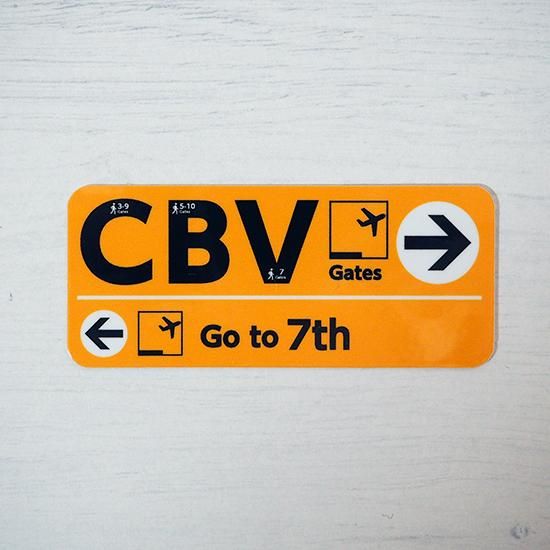 CBV
3-9
Gates
5-10
Gates
7
Gates
Gates
Go to 7th